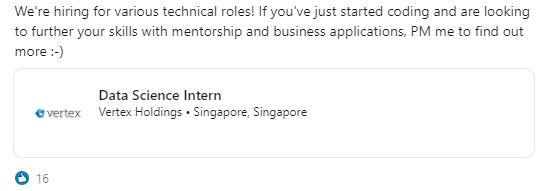 We're hiring for various technical roles! If you've just started coding and are looking
to further your skills with mentorship and business applications, PM me to find out
more :-)
Data Science Intern
vertex
Vertex Holdings • Singapore, Singapore
16